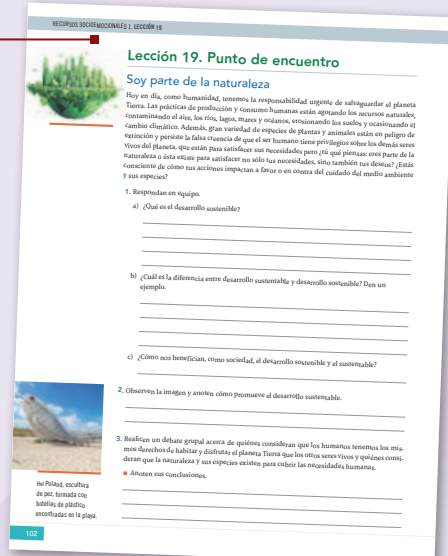 RECURSOS SOCIOEMOCIONALES 1. LECCIÓN 19
Lección 19. Punto de encuentro
Soy parte de la naturaleza
Hoy en día, como humanidad, tenemos la responsabilidad urgente de salvaguardar el planeta
Tierra. Las prácticas de producción y consumo humanas están agotando los recursos naturales,
contaminando el aire, los ríos, lagos, mares y océanos, erosionando los suelos y ocasionando el
cambio climático. Además, gran variedad de especies de plantas y animales están en peligro de
extinción y persiste la falsa creencia de que el ser humano tiene privilegios sobre los demás seres
vivos del planeta, que están para satisfacer sus necesidades pero ¿tú qué piensas: eres parte de la
naturaleza o ésta existe para satisfacer no sólo tus necesidades, sino también tus deseos? ¿Estás
consciente de cómo tus acciones impactan a favor o en contra del cuidado del medio ambiente
y sus especies?
1. Respondan en equipo.
a) ¿Qué es el desarrollo sostenible?
b) ¿Cuál es la diferencia entre desarrollo sustentable y desarrollo sostenible? Den un
ejemplo.
c) ¿Cómo nos benefician, como sociedad, el desarrollo sostenible y el sustentable?
2. Observen la imagen y anoten cómo promueve el desarrollo sustentable.
3. Realicen un debate grupal acerca de quiénes consideran que los humanos tenemos los mis-
mos derechos de habitar y disfrutar el planeta Tierra que los otros seres vivos y quiénes consi-
deran que la naturaleza y sus especies existen para cubrir las necesidades humanas.
Anoten sus conclusiones.
Hei Palaod, escultura
de pez, formada con
botellas de plástico
encontradas en la playa.
102